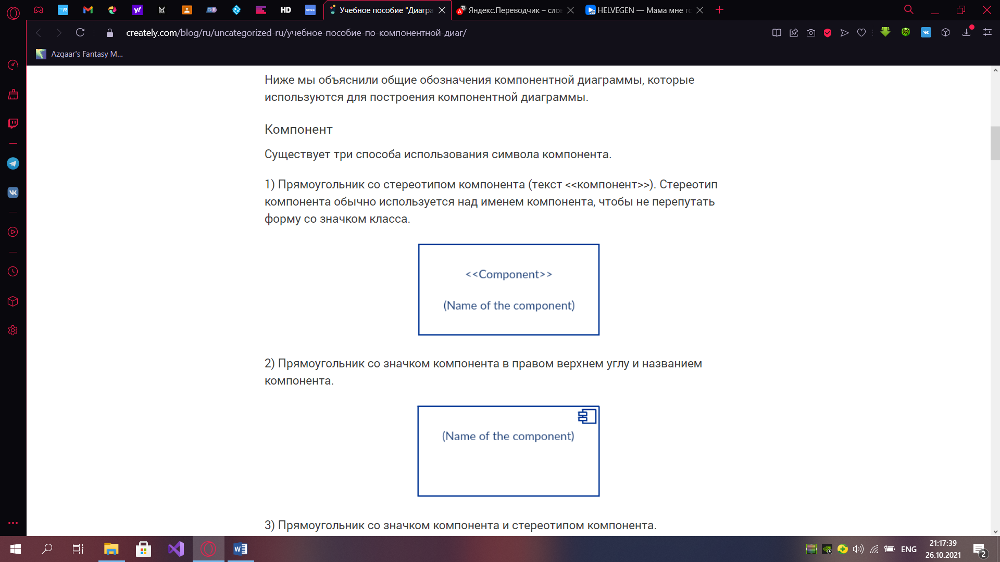 Учебное пособие "Диагра
Яндекс.Переводчик – сло
HELVEGEN — Мама мне го
creately.com/blog/ru/uncategorized-ru/учебное-пособие-по-компонентной-диаг/
Azgaar's Fantasy M...
Ниже мы объяснили общие обозначения компонентной диаграммы, которые
используются для построения компонентной диаграммы.
Компонент
Существует три способа использования символа компонента.
1) Прямоугольник со стереотипом компонента (текст <<компонент>>). Стереотип
компонента обычно используется над именем компонента, чтобы не перепутать
форму со значком класса.
<<Component>>
(Name of the component)
2) Прямоугольник со значком компонента в правом верхнем углу и названием
компонента.
(Name of the component)
3) Прямоугольник со значком компонента и стереотипом компонента.
ENG
21:17:39
26.10.2021
2